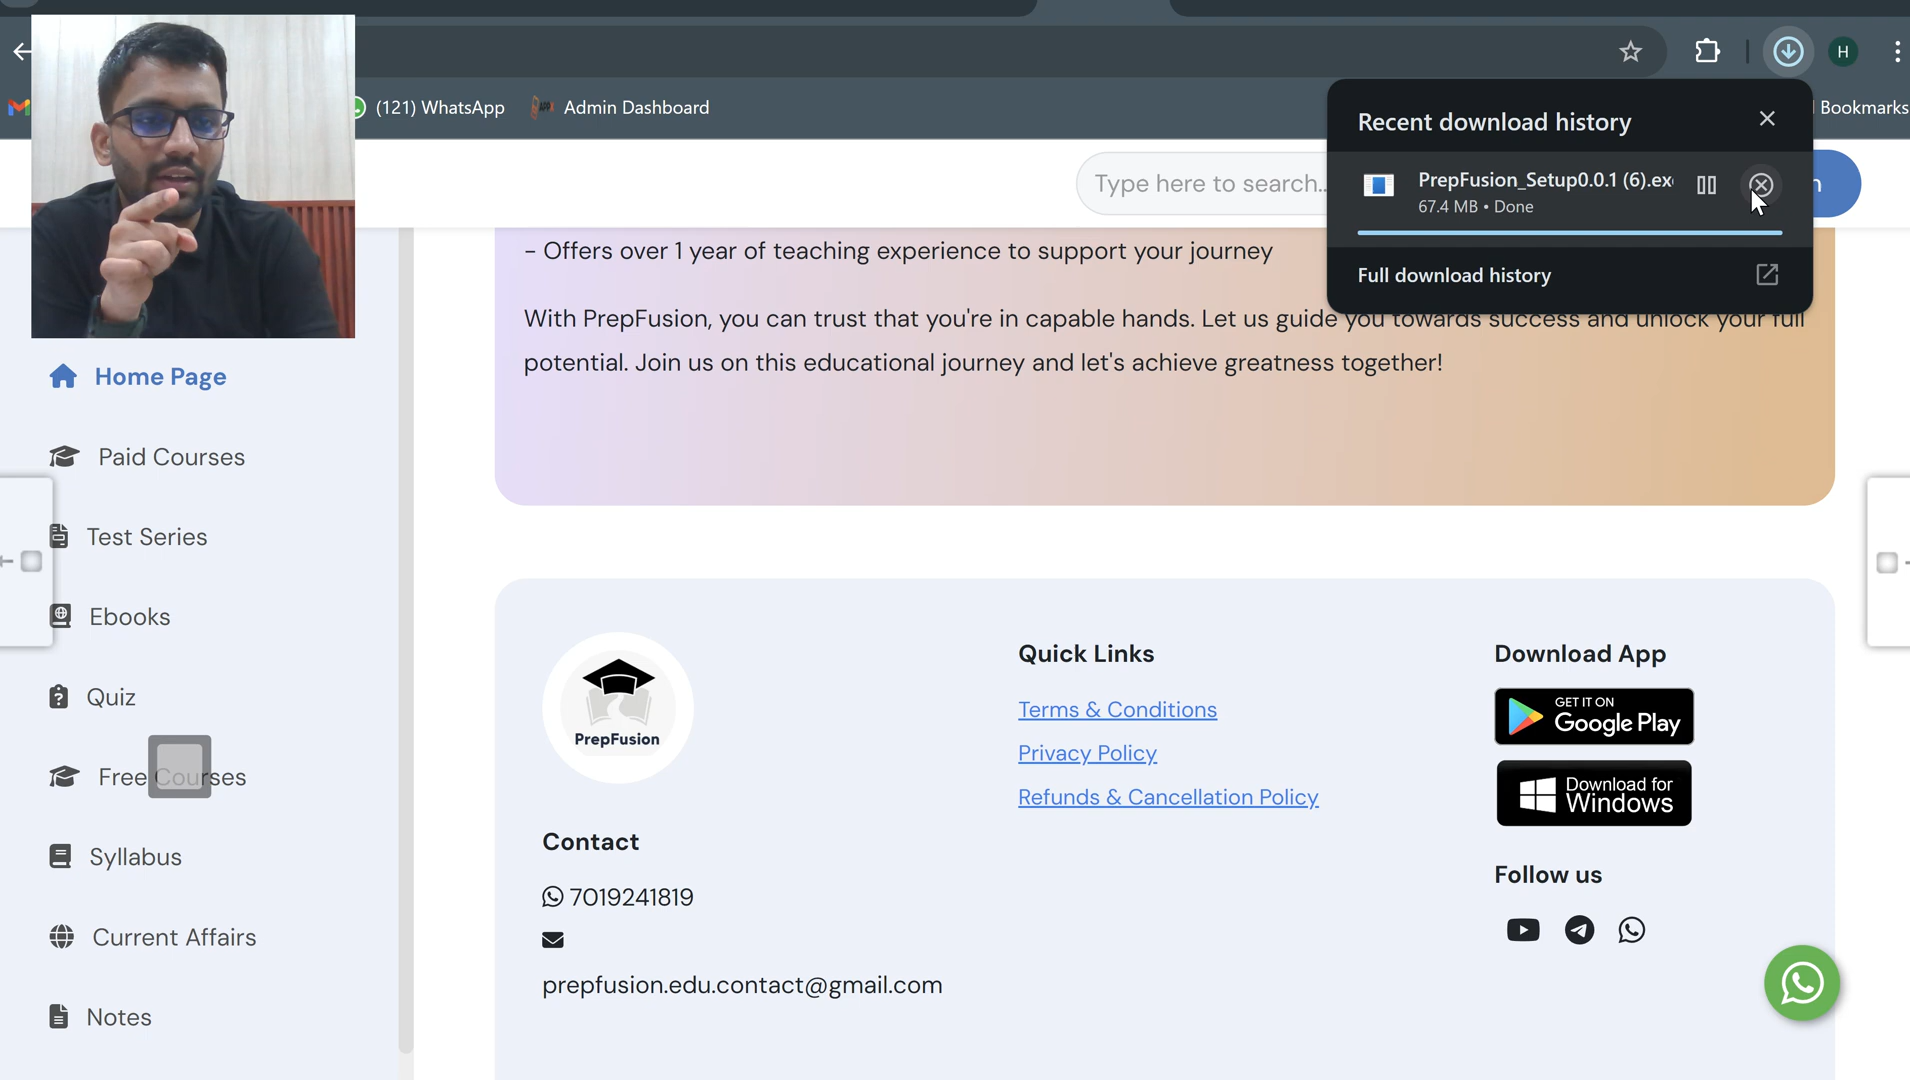 (121) WhatsApp
Admin Dashboard
H
Bookmarks
Recent download history
PrepFusion_Setup0.0.1 (6).ex
67.4 MB • Done
Full download history
Type here to search..
n
- Offers over 1 year of teaching experience to support your journey
With PrepFusion, you can trust that you're in capable hands. Let us guide you towards success and unlock your full
potential. Join us on this educational journey and let's achieve greatness together!
Home Page
Paid Courses
Test Series
Ebooks
Quiz
Free Courses
Syllabus
Current Affairs
Notes
PrepFusion
Contact
7019241819
prepfusion.edu.contact@gmail.com
Quick Links
Terms & Conditions
Privacy Policy
Refunds & Cancellation Policy
Download App
GET IT ON
Google Play
Download for
Windows
Follow us